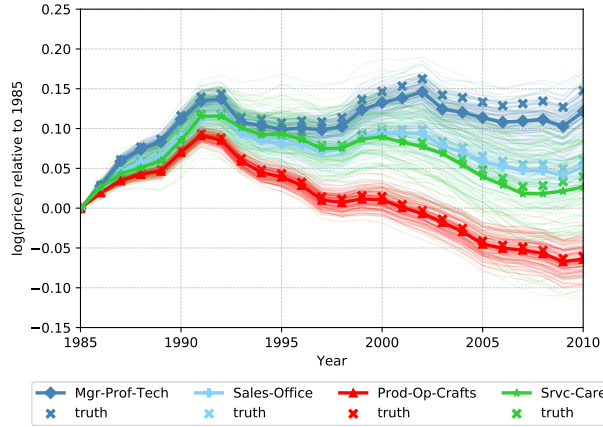 0.25
0.20
0.15
0.10
0.05
0.00
−0.05
−0.10
−0.15
log(price) relative to 1985
1985 1990 1995 2000 2005 2010
Year
Mgr-Prof-Tech Sales-Office Prod-Op-Crafts Srvc-Care
truth truth truth truth